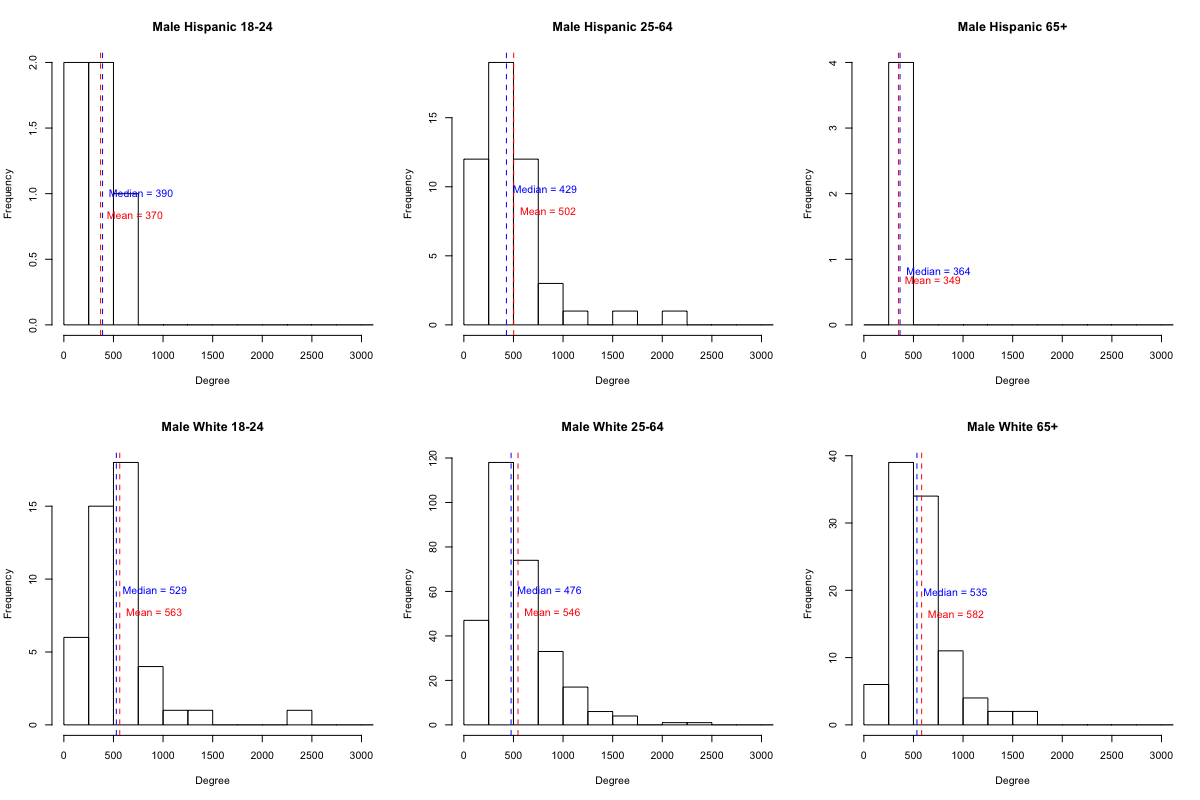 Male Hispanic 18-24
Frequency
0.0 0.5 1.0 1.5 2.0
Median = 390
Mean = 370
0 500 1000 1500 2000 2500 3000
Degree
Male Hispanic 25-64
Frequency
0 5 10 15
Median = 429
Mean = 502
0 500 1000 1500 2000 2500 3000
Degree
Male Hispanic 65+
Frequency
0 1 2 3 4
Median = 364
Mean = 349
0 500 1000 1500 2000 2500 3000
Degree
Male White 18-24
Frequency
0 5 10 15
Median = 529
Mean = 563
0 500 1000 1500 2000 2500 3000
Degree
Male White 25-64
Frequency
0 20 40 60 80 100 120
Median = 476
Mean = 546
0 500 1000 1500 2000 2500 3000
Degree
Male White 65+
Frequency
0 10 20 30 40
Median = 535
Mean = 582
0 500 1000 1500 2000 2500 3000
Degree